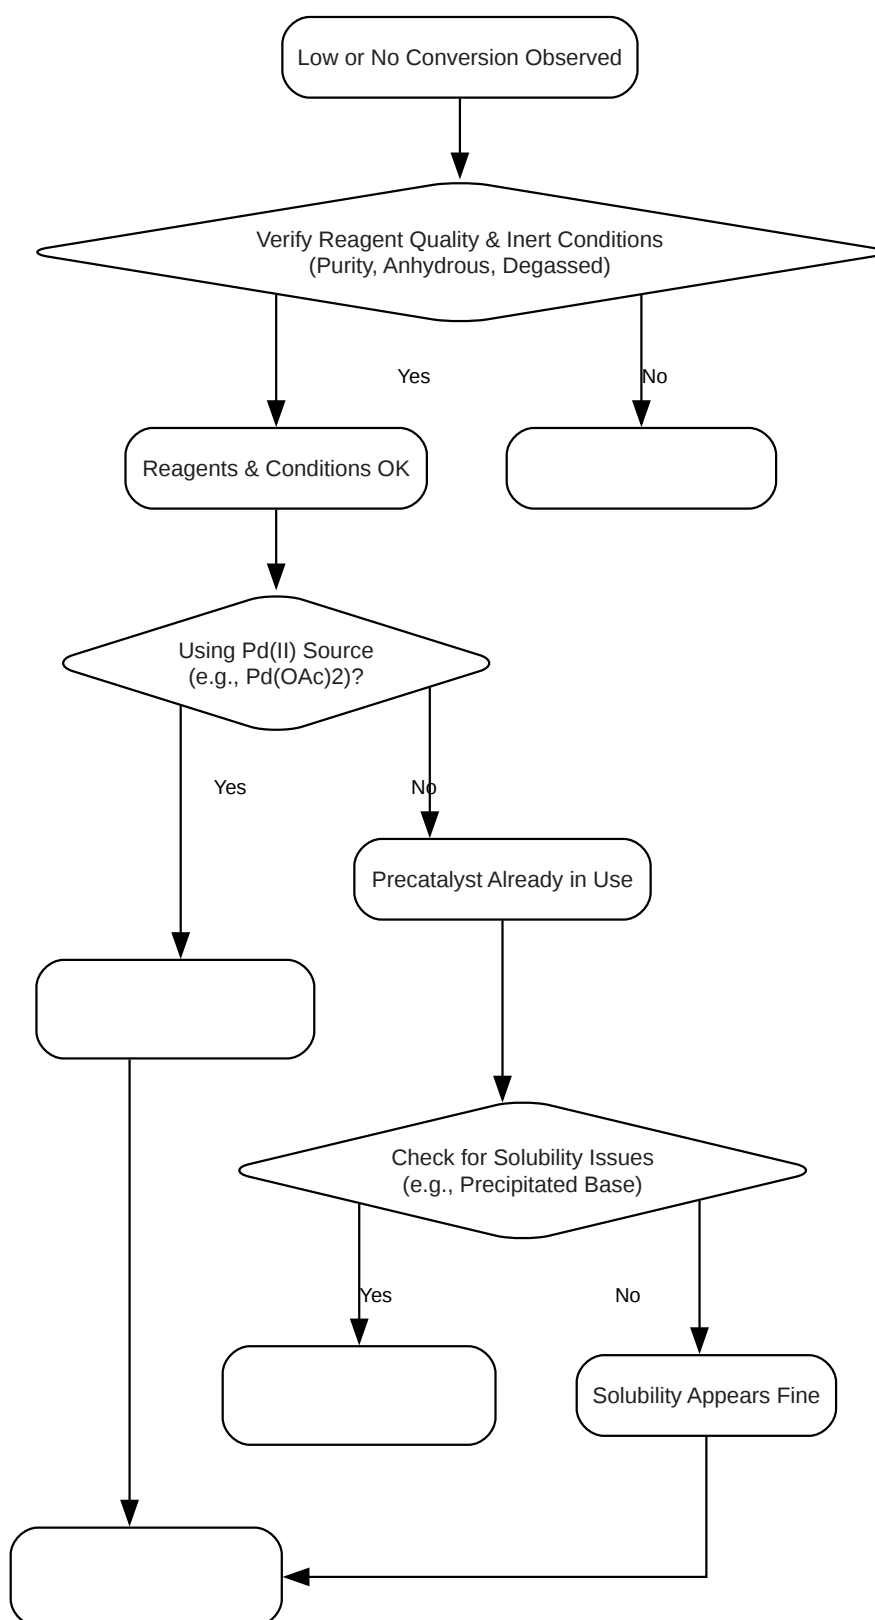 Low or No Conversion Observed
Verify Reagent Quality & Inert Conditions
(Purity, Anhydrous, Degassed)
Yes
No
Reagents & Conditions OK
Using Pd(II) Source
(e.g., Pd(OAc)2)?
Yes
No
Precatalyst Already in Use
Check for Solubility Issues
(e.g., Precipitated Base)
Yes
No
Solubility Appears Fine